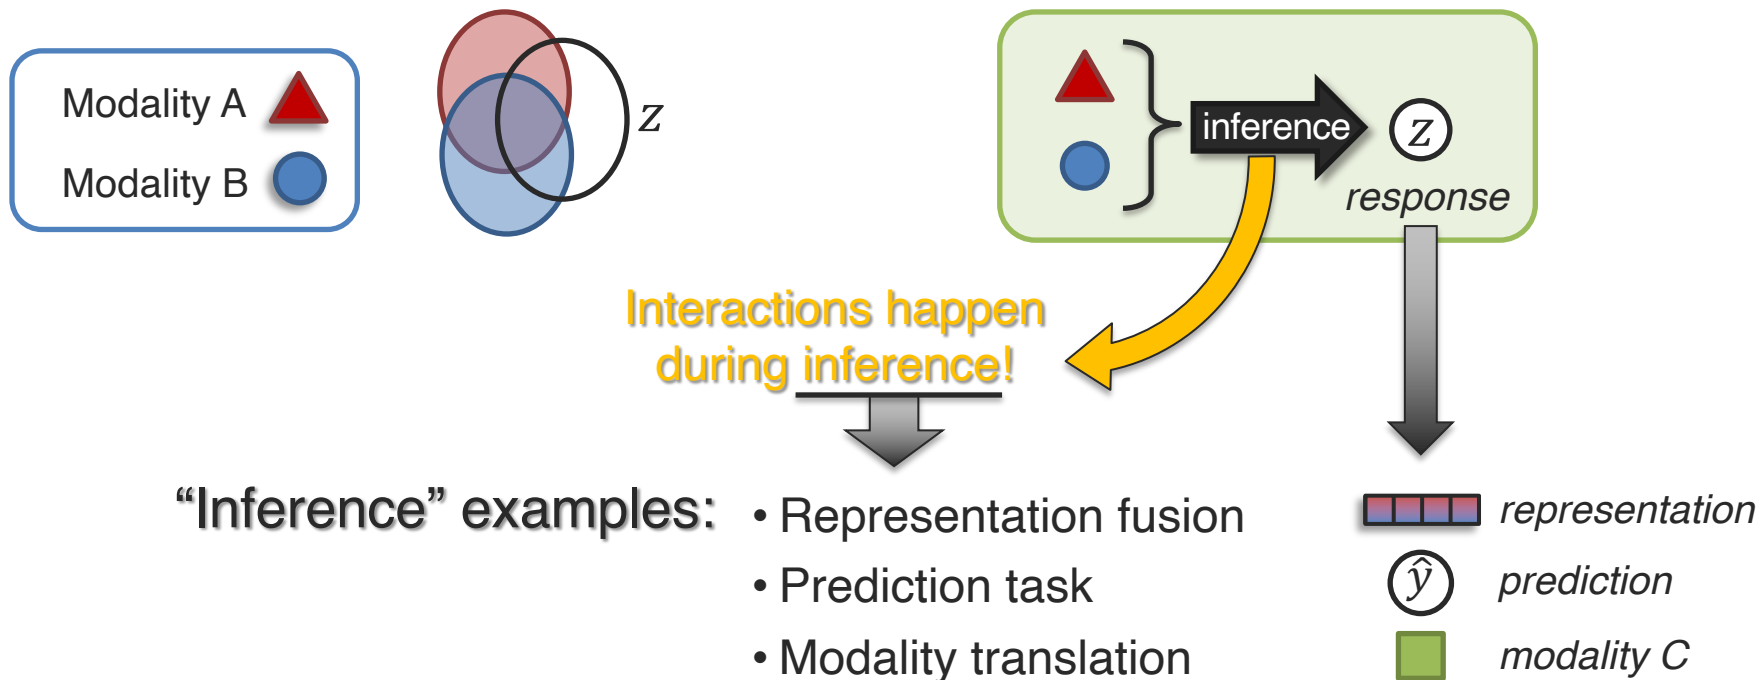 Modality A
Modality B
z
inference
z
response
Interactions happen
during inference!
“Inference” examples:
• Representation fusion
representation
• Prediction task
ŷ
prediction
• Modality translation
modality C